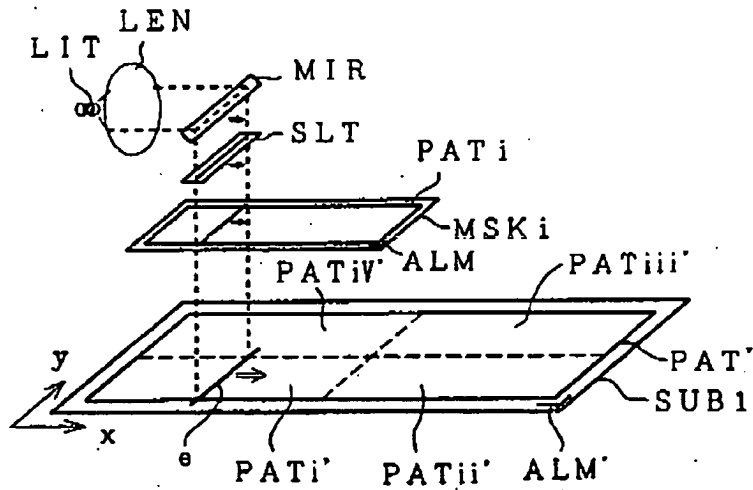 LEN
LIT
MIR
SLT
PATi
MSKi
ALM
PATiV'
PATiii'
y
PAT'
SUB1
x
e
PATi'
PATii'
ALM'